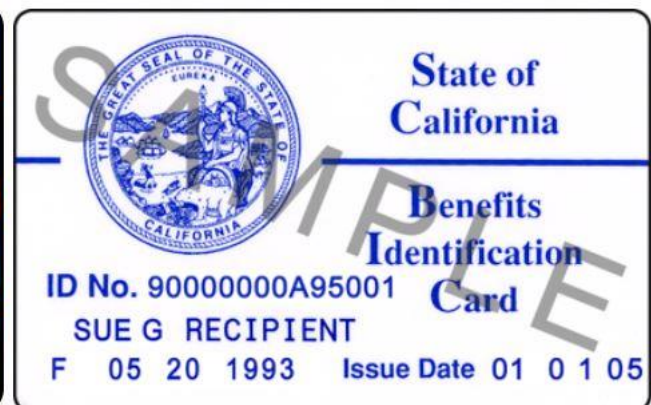 THE GREAT SEAL OF THE STATE OF CALIFORNIA
EUREKA
State of
California
Benefits
Identification
Card
ID No. 90000000A95001
SUE G RECIPIENT
F 05 20 1993 Issue Date 01 0 1 05
SAMPLE